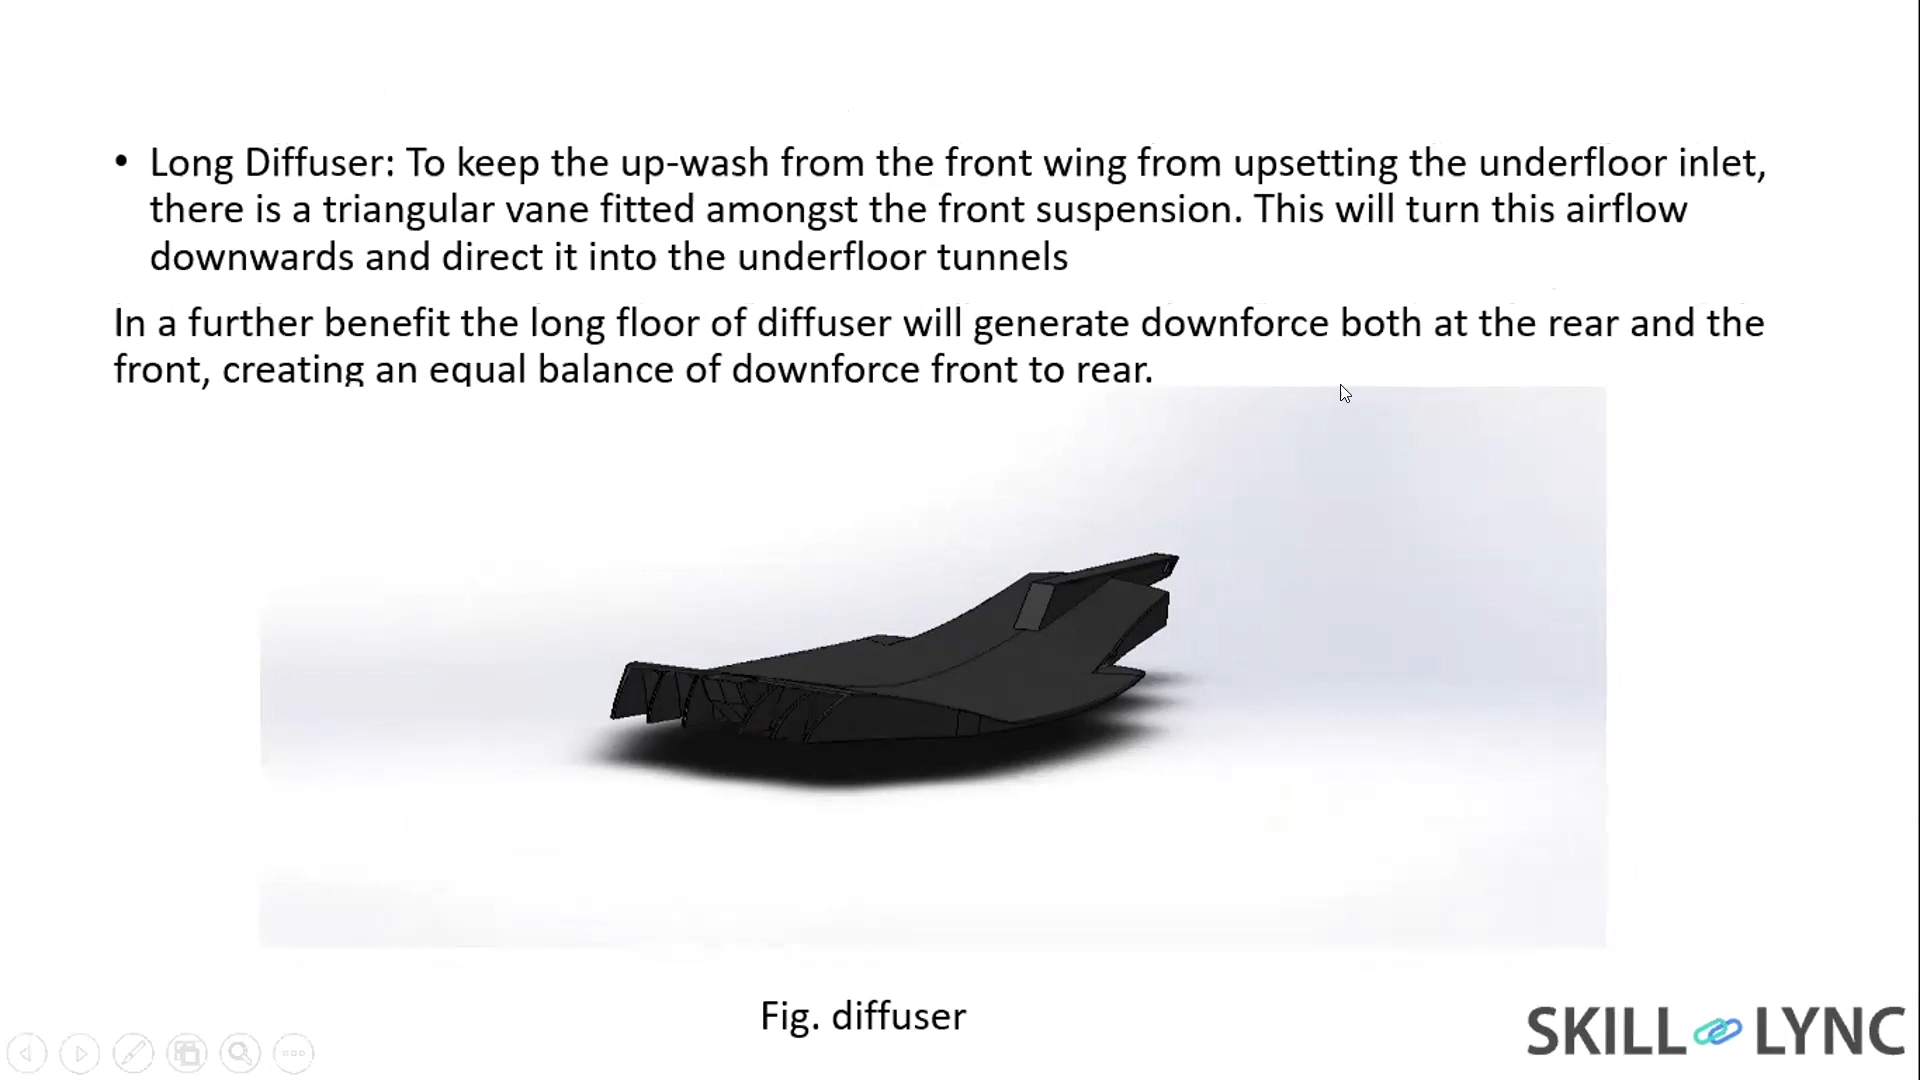 • Long Diffuser: To keep the up-wash from the front wing from upsetting the underfloor inlet,
there is a triangular vane fitted amongst the front suspension. This will turn this airflow
downwards and direct it into the underfloor tunnels
In a further benefit the long floor of diffuser will generate downforce both at the rear and the
front, creating an equal balance of downforce front to rear.
Fig. diffuser
SKILL LYNC